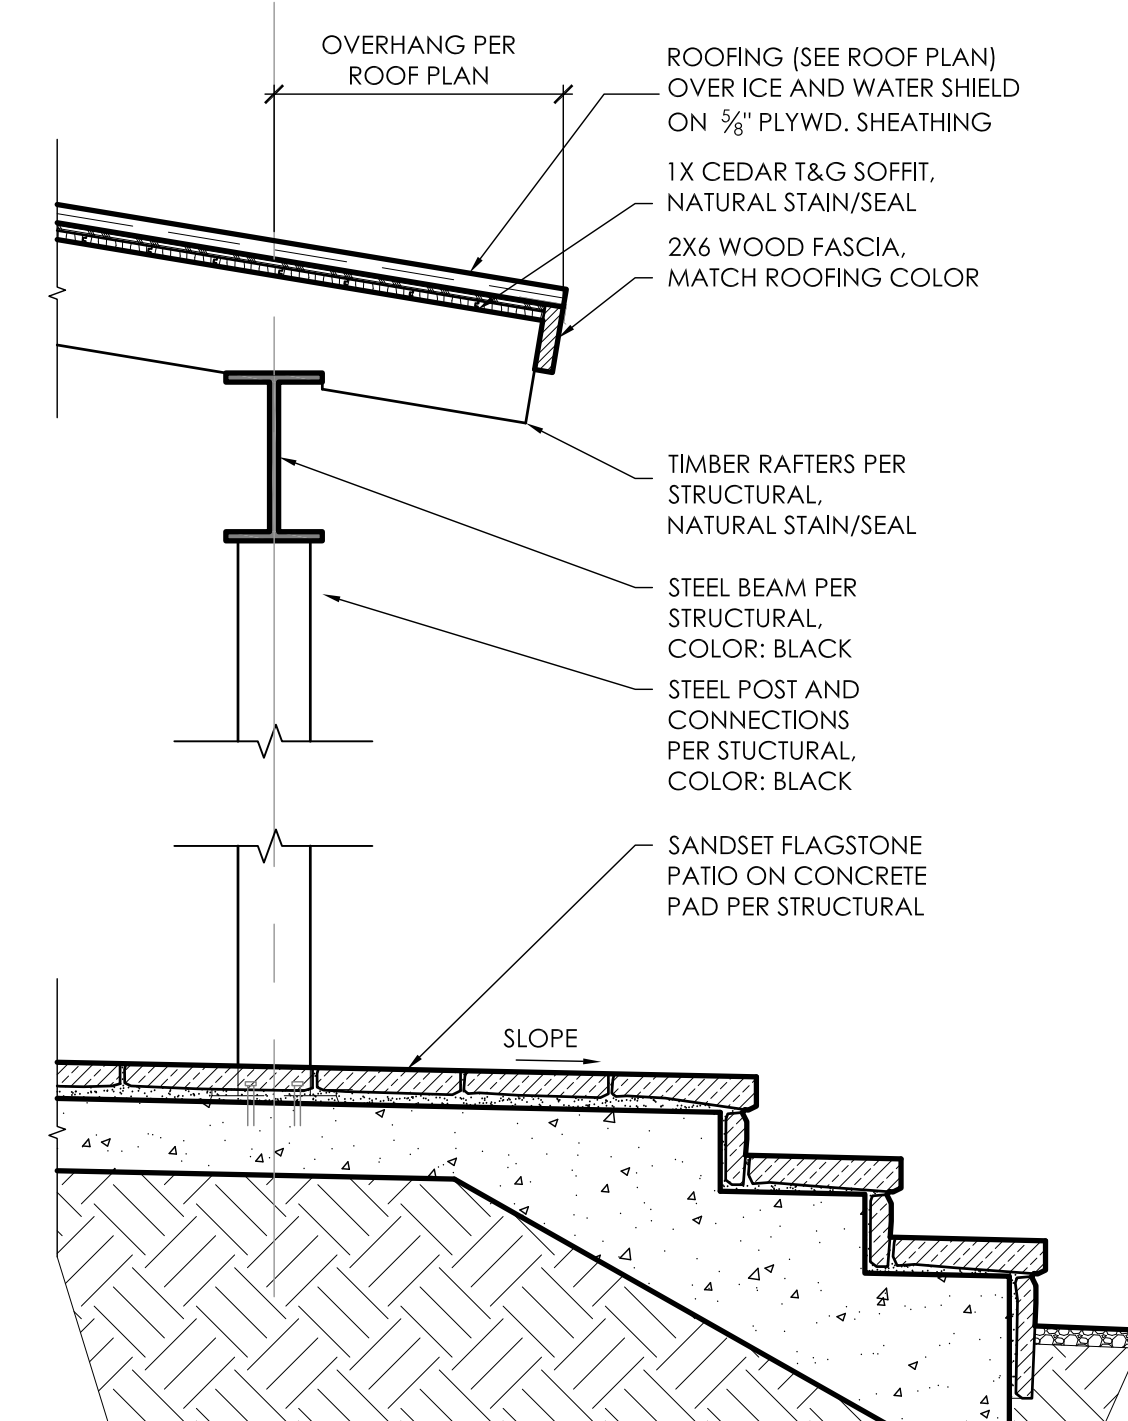 OVERHANG PER
ROOF PLAN
ROOFING (SEE ROOF PLAN)
OVER ICE AND WATER SHIELD
ON ⅝" PLYWD. SHEATHING
1X CEDAR T&G SOFFIT,
NATURAL STAIN/SEAL
2X6 WOOD FASCIA,
MATCH ROOFING COLOR
TIMBER RAFTERS PER
STRUCTURAL,
NATURAL STAIN/SEAL
STEEL BEAM PER
STRUCTURAL,
COLOR: BLACK
STEEL POST AND
CONNECTIONS
PER STUCTURAL,
COLOR: BLACK
SANDSET FLAGSTONE
PATIO ON CONCRETE
PAD PER STRUCTURAL
SLOPE